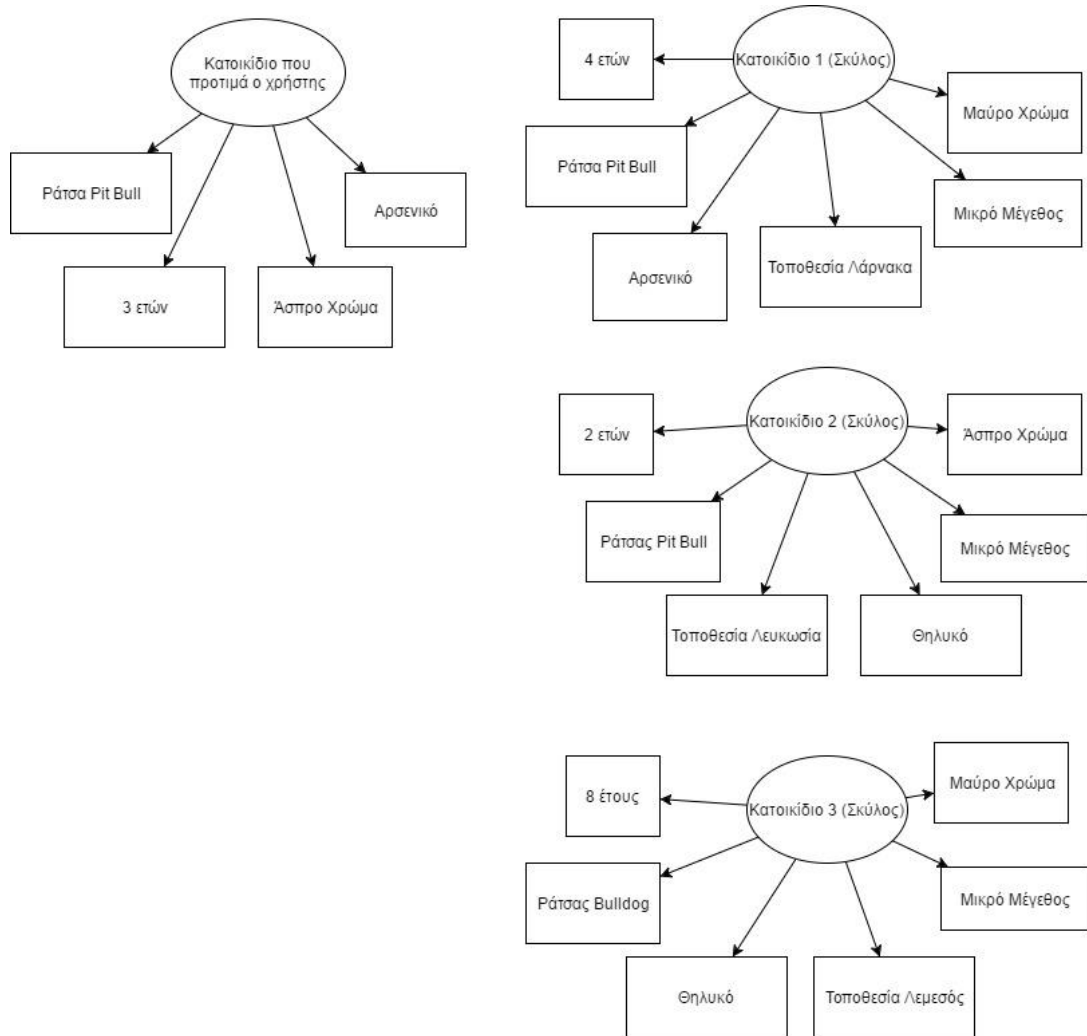 Κατοικίδιο που
προτιμά ο χρήστης
Ράτσα Pit Bull
Αρσενικό
3 ετών
Άσπρο Χρώμα
Κατοικίδιο 1 (Σκύλος)
4 ετών
Μαύρο Χρώμα
Ράτσα Pit Bull
Μικρό Μέγεθος
Αρσενικό
Τοποθεσία Λάρνακα
Κατοικίδιο 2 (Σκύλος)
2 ετών
Άσπρο Χρώμα
Ράτσας Pit Bull
Μικρό Μέγεθος
Τοποθεσία Λευκωσία
Θηλυκό
Κατοικίδιο 3 (Σκύλος)
8 έτους
Μαύρο Χρώμα
Ράτσας Bulldog
Μικρό Μέγεθος
Θηλυκό
Τοποθεσία Λεμεσός